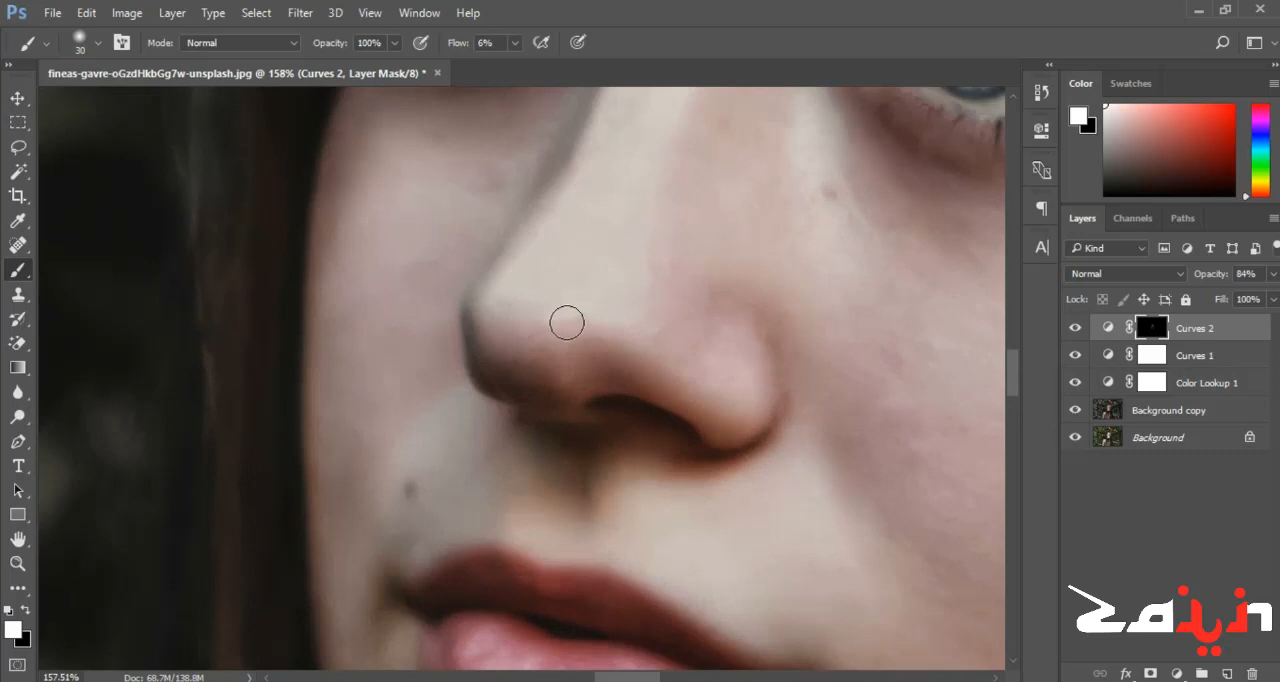 Ps File Edit Image Layer Type Select Filter 3D View Window Help
30 Mode: Normal Opacity: 100% Flow: 6%
fineas-gavre-oGzdHkbGg7w-unsplash.jpg @ 158% (Curves 2, Layer Mask/8) *
Color Swatches
Layers Channels Paths
Kind
Normal Opacity: 84%
Lock: Fill: 100%
Curves 2
Curves 1
Color Lookup 1
Background copy
Background
157.51% Doc: 68.7M/138.8M
fx